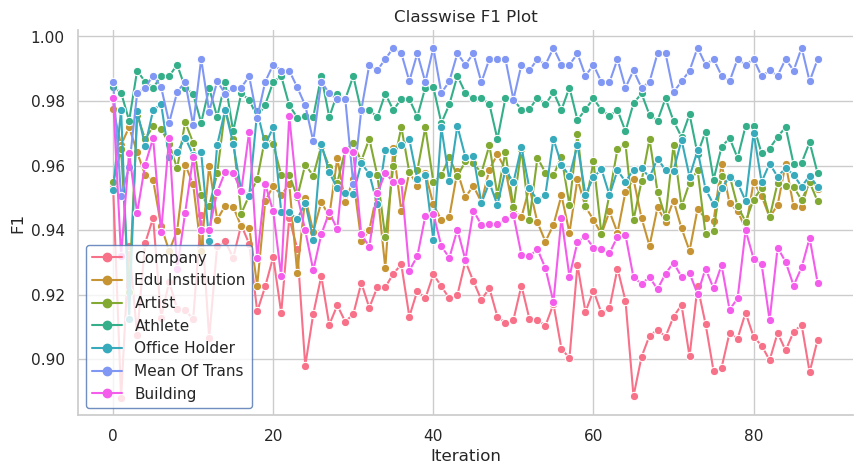 Classwise F1 Plot
1.00
0.98
0.96
0.94
0.92
0.90
F1
Company
Edu Institution
Artist
Athlete
Office Holder
Mean Of Trans
Building
0
20
40
60
80
Iteration